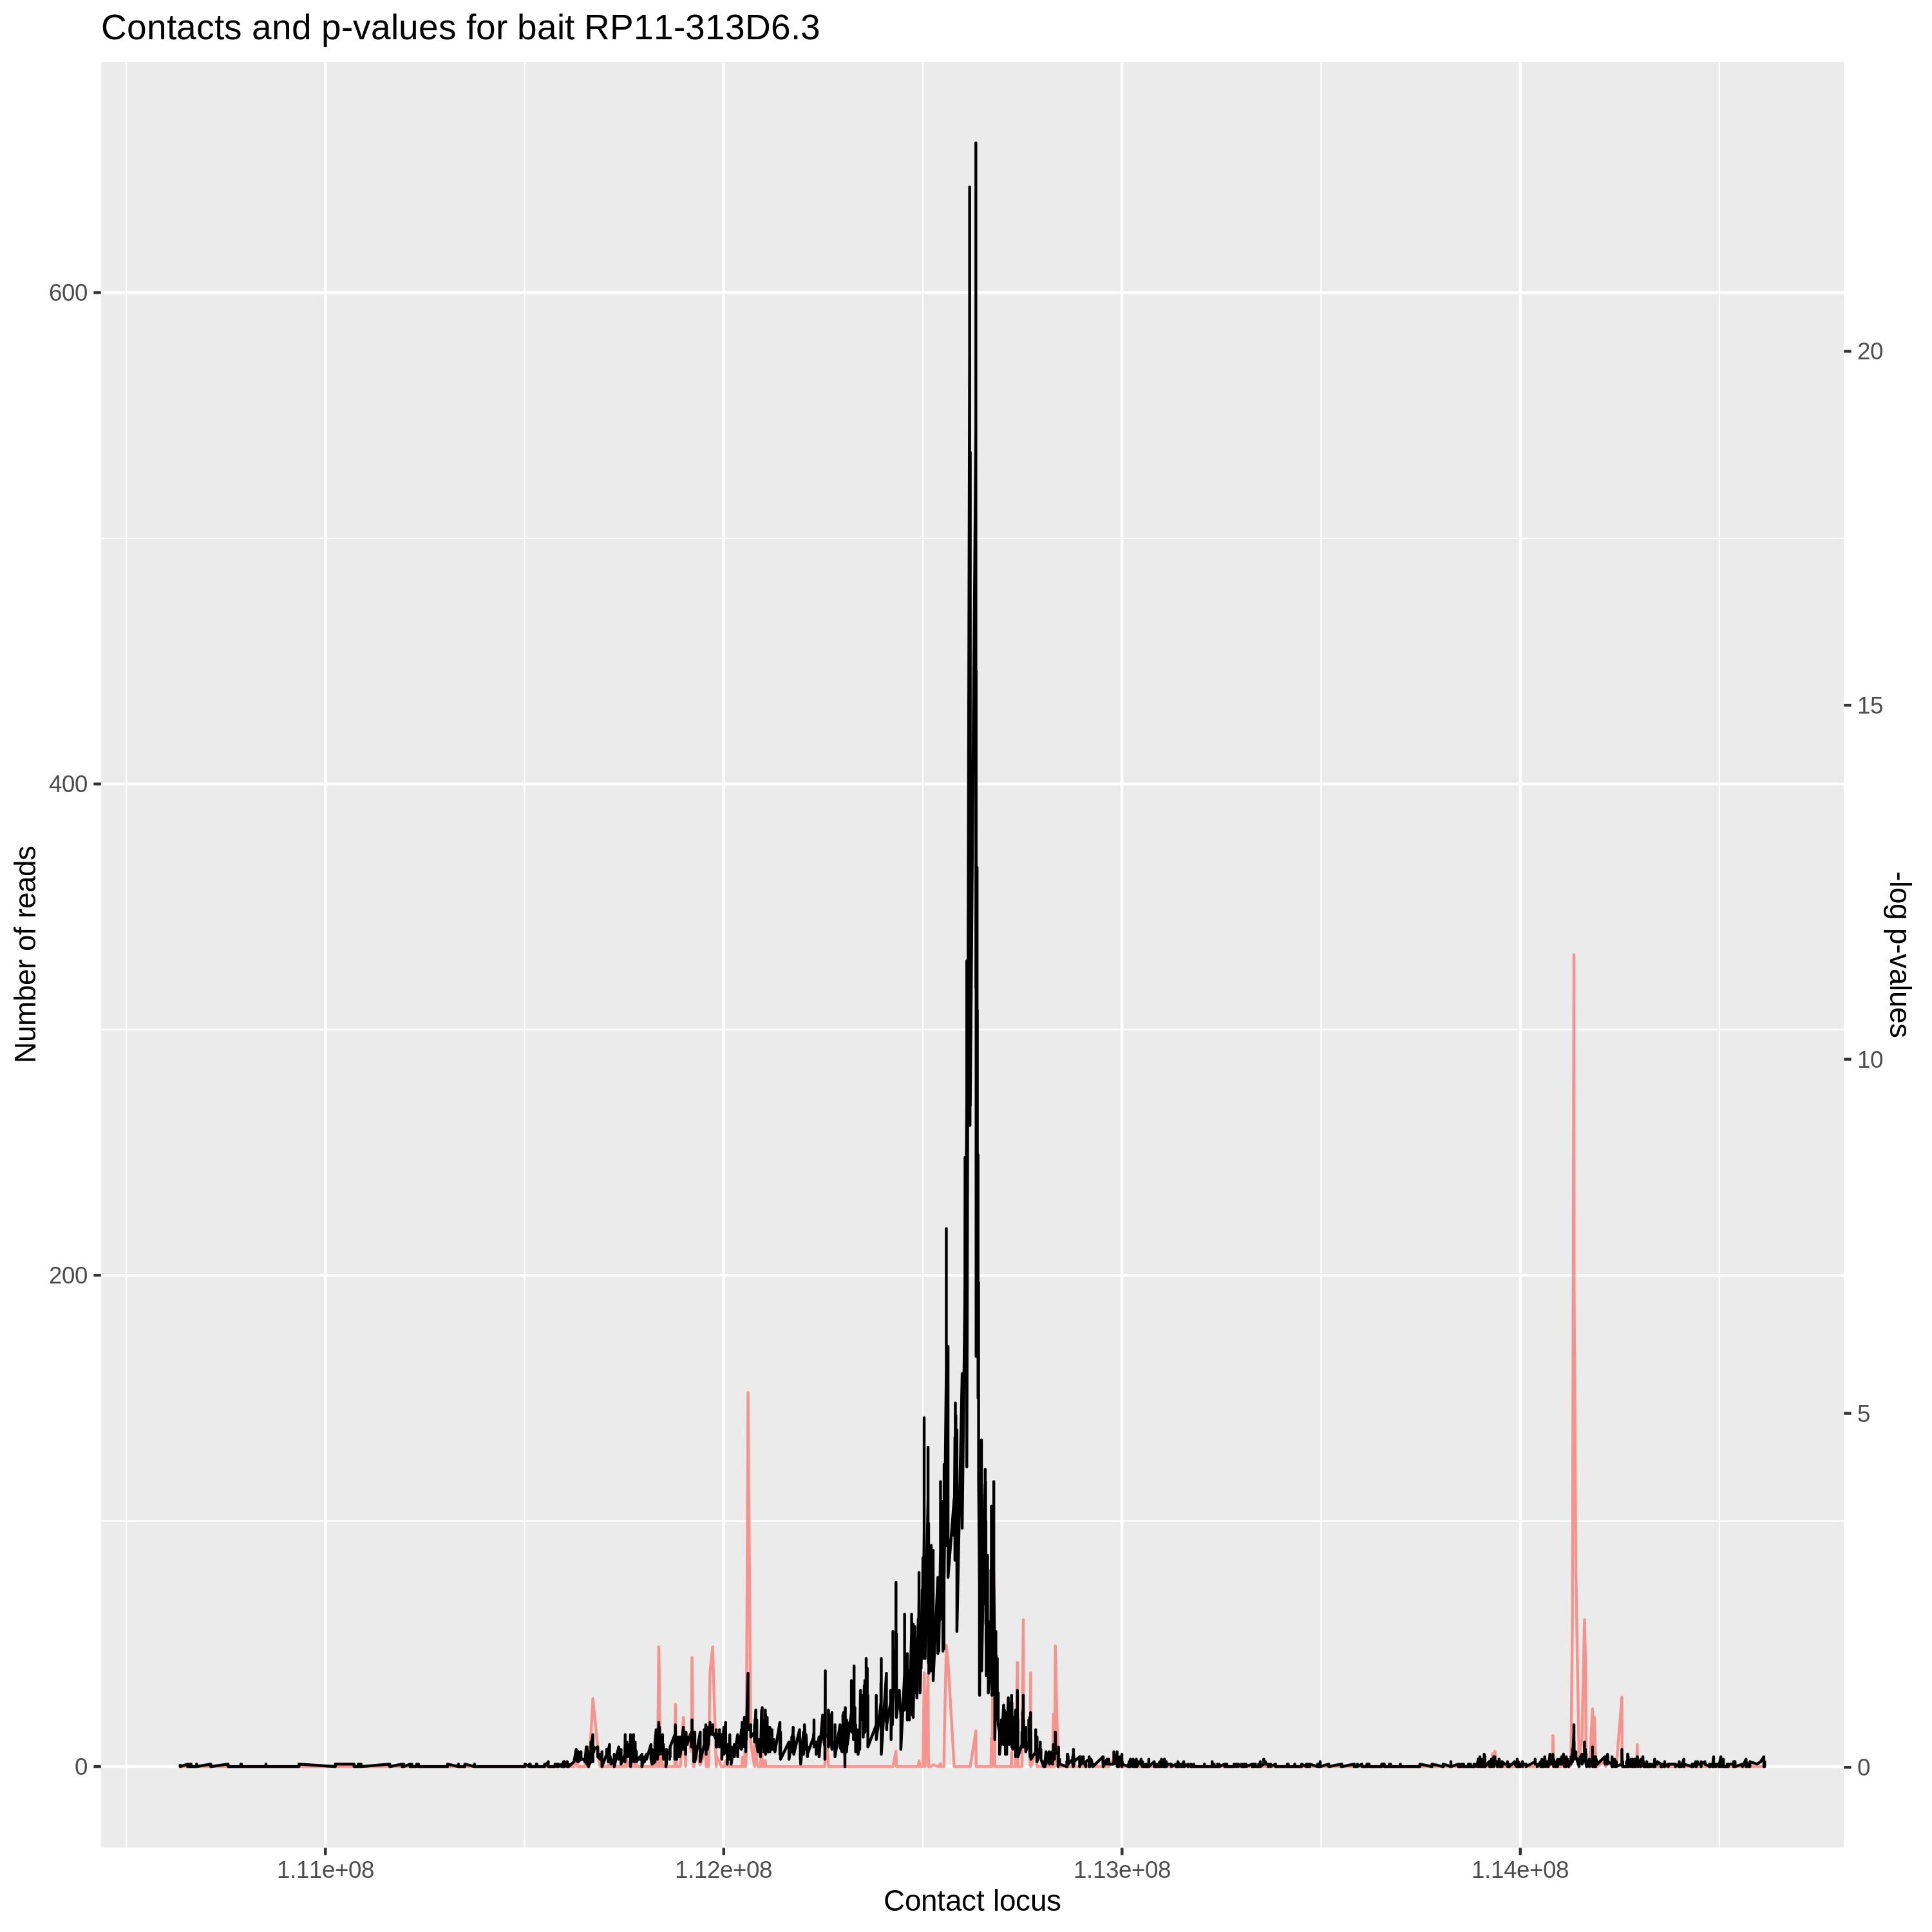 Contacts and p-values for bait RP11-313D6.3
600
400
200
0
Number of reads
20
15
10
5
0
-log p-values
1.11e+08
1.12e+08
1.13e+08
1.14e+08
Contact locus